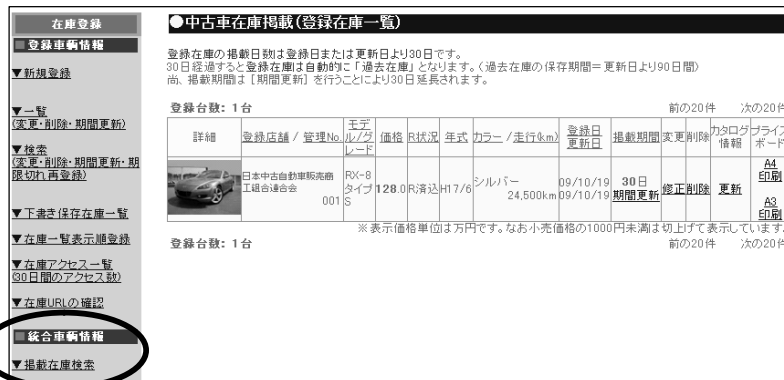 在庫登録
■登録車輌情報
▼新規登録
▼一覧
(変更・削除・期間更新)
▼検索
(変更・削除・期間更新・期
限切れ再登録)
▼下書き保存在庫一覧
▼在庫一覧表示順登録
▼在庫アクセス一覧
(30日間のアクセス数)
▼在庫URLの確認
■統合車輌情報
▼掲載在庫検索
●中古車在庫掲載(登録在庫一覧)
登録在庫の掲載日数は登録日または更新日より30日です。
30日経過すると登録在庫は自動的に「過去在庫」となります。(過去在庫の保存期間=更新日より90日間)
尚、掲載期間は[期間更新]を行うことにより30日延長されます。
登録台数: 1台 前の20件 次の20件
詳細 登録店舗 / 管理No. モデル/グレード 価格 R状況 年式 カラー / 走行(km) 登録日 更新日 掲載期間 変更 削除 カタログ情報 プライスボード
日本中古自動車販売商工組合連合会 001 RX-8 タイプS 128.0 R済込 H17/6 シルバー 24,500km 09/10/19 09/10/19 30日 期間更新 修正 削除 更新 A4印刷 A3印刷
※表示価格単位は万円です。なお小売価格の1000円未満は切上げて表示しています。
登録台数: 1台 前の20件 次の20件